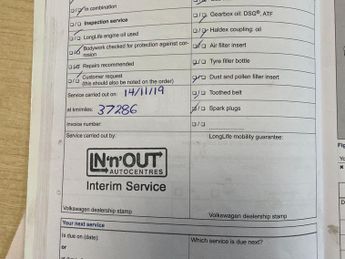 in combination
Inspection service
LongLife engine oil used
Bodywork checked for protection against cor-
rosion
Repairs recommended
Customer request
(this should also be noted on the order)
Service carried out on: 14/11/19
at km/miles: 37286
Invoice number:
Service carried out by:
IN'n'OUT
AUTOCENTRES
Interim Service
Volkswagen dealership stamp
Your next service
is due on (date)
or
Gearbox oil: DSG®, ATF
Haldex coupling: oil
Air filter insert
Tyre filler bottle
Dust and pollen filter insert
Toothed belt
Spark plugs
LongLife mobility guarantee:
Volkswagen dealership stamp
Which service is due next?